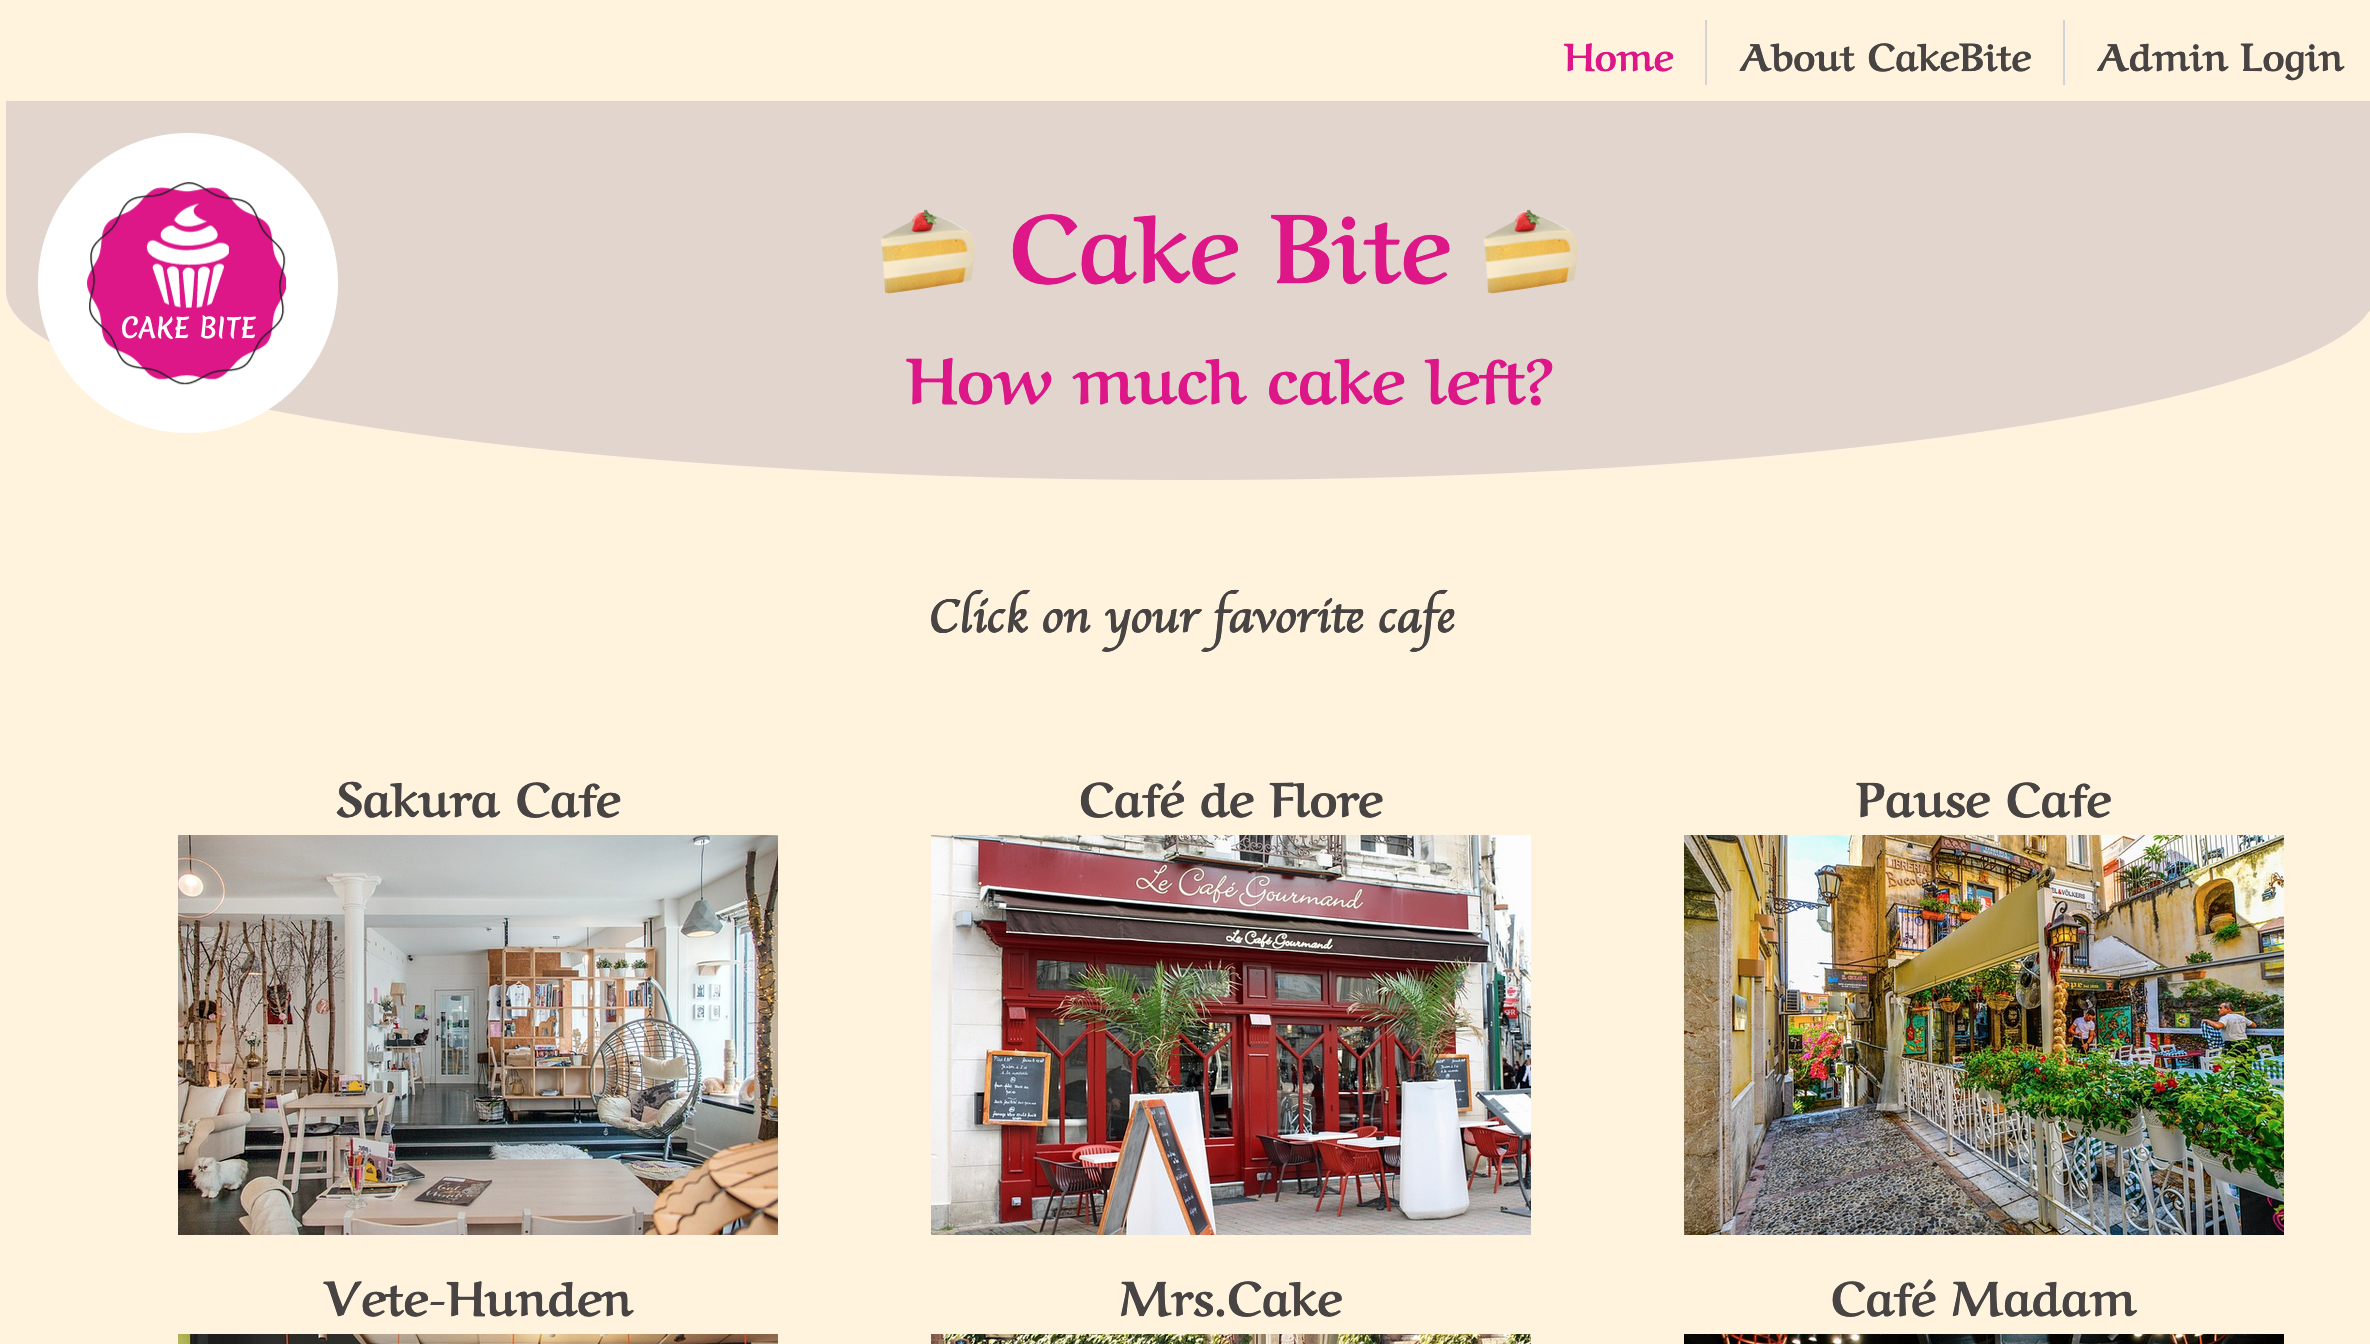 Home
About CakeBite
Admin Login
CAKE BITE
Cake Bite
How much cake left?
Click on your favorite cafe
Sakura Cafe
Café de Flore
Pause Cafe
Le Café Gourmand
Le Café Gourmand
Vete-Hunden
Mrs.Cake
Café Madam